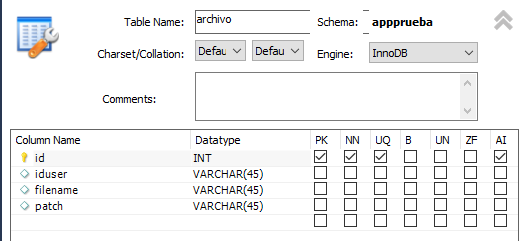 Table Name: archivo Schema: appprueba
Charset/Collation: Defau Defau Engine: InnoDB
Comments:
Column Name Datatype PK NN UQ B UN ZF AI
id INT
iduser VARCHAR(45)
filename VARCHAR(45)
patch VARCHAR(45)